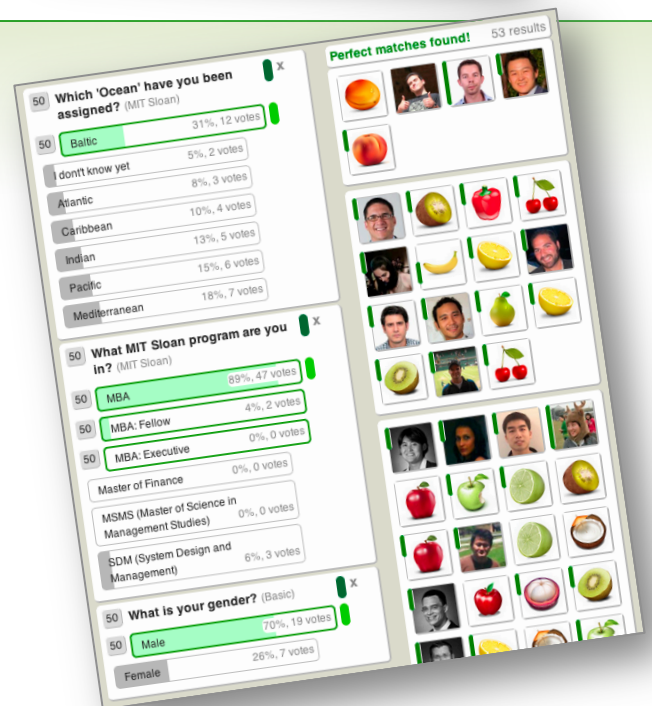 50 Which 'Ocean' have you been X
assigned? (MIT Sloan)
50 Baltic 31%, 12 votes
I don't know yet 5%, 2 votes
Atlantic 8%, 3 votes
Caribbean 10%, 4 votes
Indian 13%, 5 votes
Pacific 15%, 6 votes
Mediterranean 18%, 7 votes
50 What MIT Sloan program are you X
in? (MIT Sloan)
50 MBA 89%, 47 votes
50 MBA: Fellow 4%, 2 votes
50 MBA: Executive 0%, 0 votes
Master of Finance 0%, 0 votes
MSMS (Master of Science in
Management Studies) 0%, 0 votes
SDM (System Design and
Management) 6%, 3 votes
50 What is your gender? (Basic) X
50 Male 70%, 19 votes
Female 26%, 7 votes
Perfect matches found! 53 results